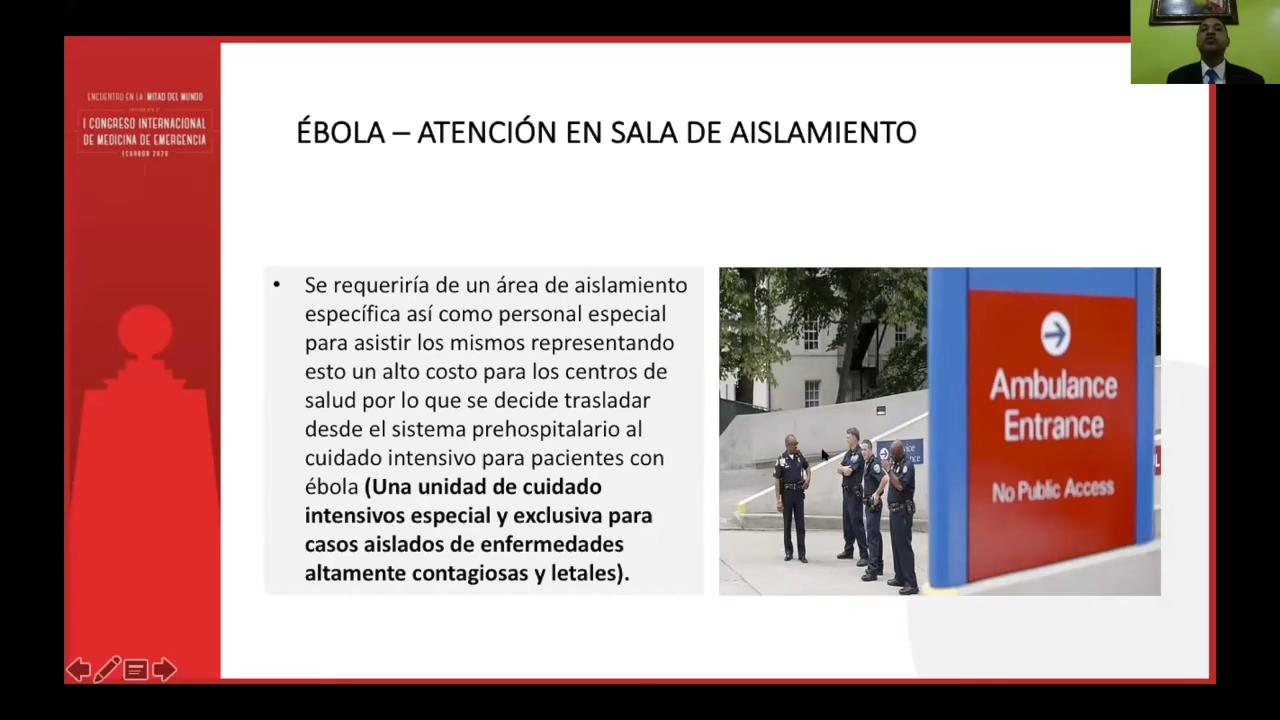 ENCUENTRO EN LA MITAD DEL MUNDO
I CONGRESO INTERNACIONAL
DE MEDICINA DE EMERGENCIA
ECUADOR 2020
ÉBOLA – ATENCIÓN EN SALA DE AISLAMIENTO
• Se requeriría de un área de aislamiento
específica así como personal especial
para asistir los mismos representando
esto un alto costo para los centros de
salud por lo que se decide trasladar
desde el sistema prehospitalario al
cuidado intensivo para pacientes con
ébola (Una unidad de cuidado
intensivos especial y exclusiva para
casos aislados de enfermedades
altamente contagiosas y letales).
Ambulance
Entrance
No Public Access